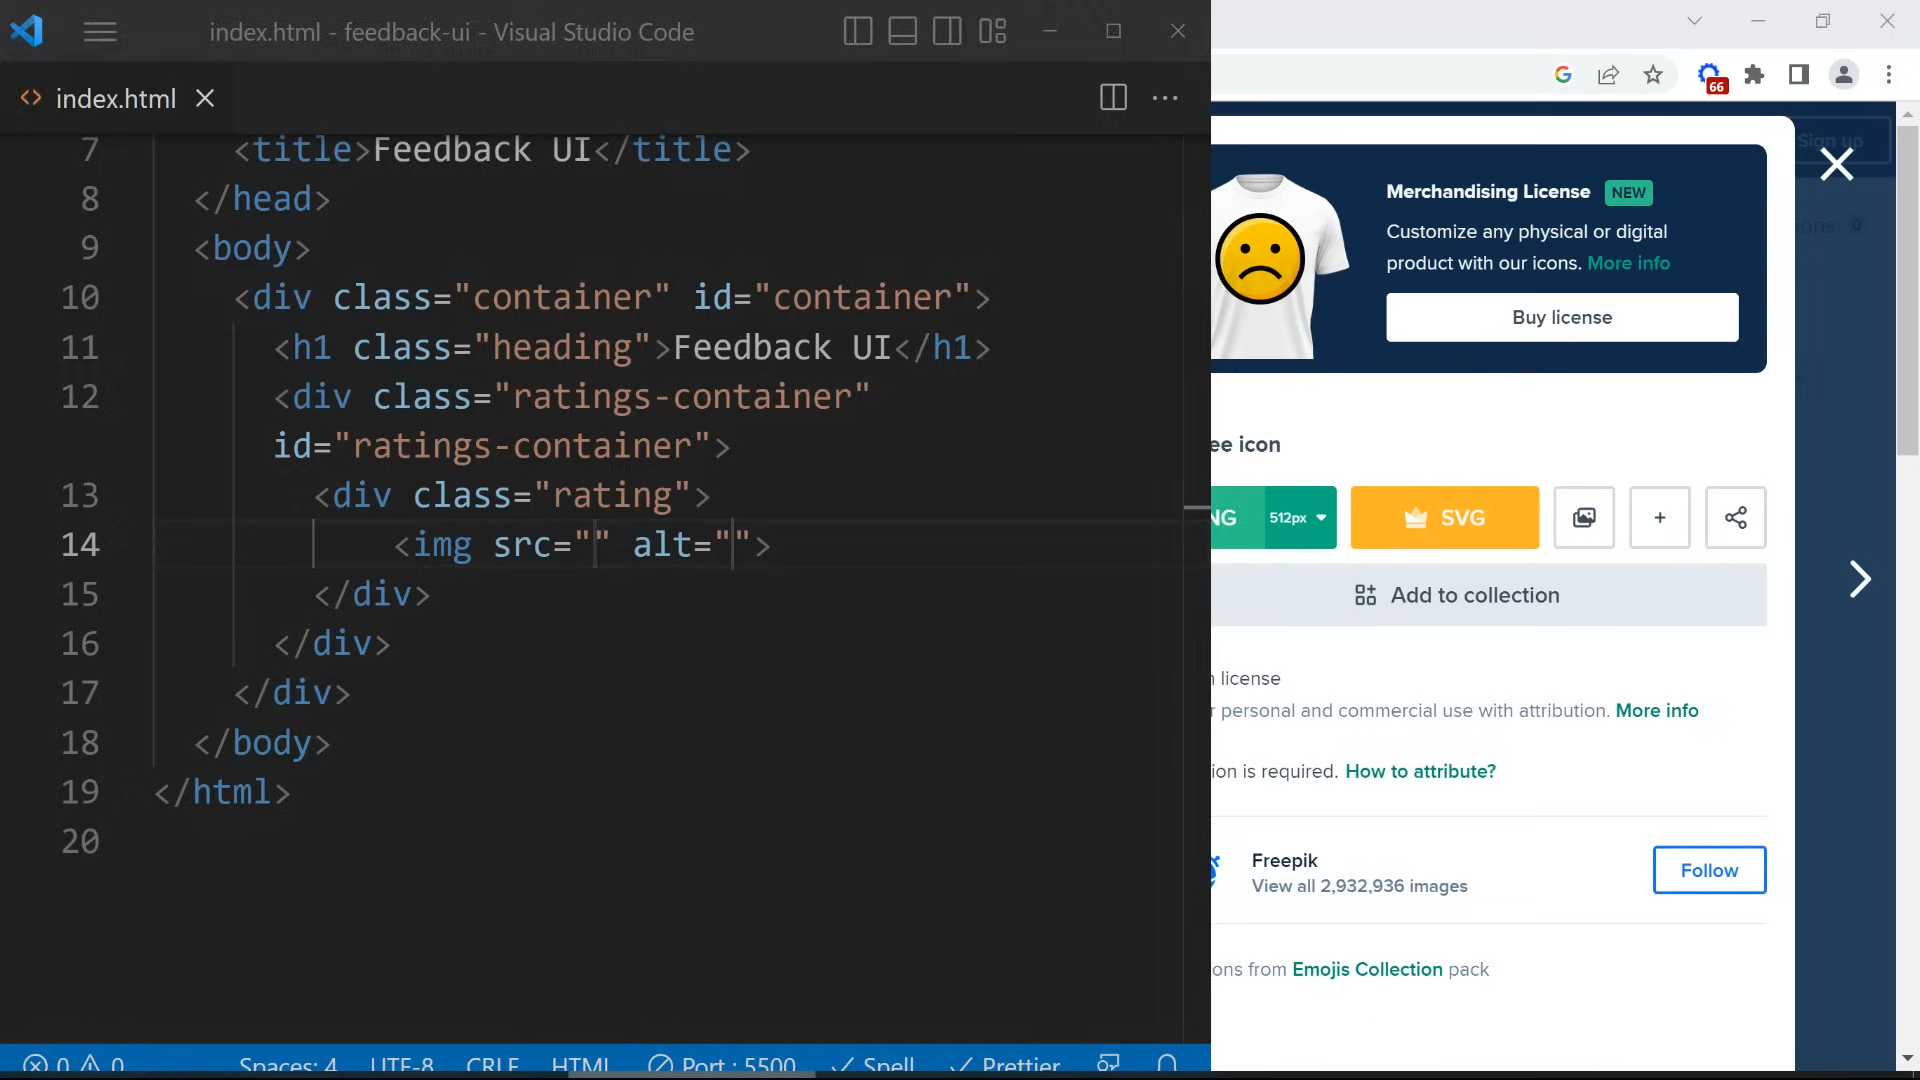 index.html - feedback-ui - Visual Studio Code
index.html
7 <title>Feedback UI</title>
8 </head>
9 <body>
10 <div class="container" id="container">
11 <h1 class="heading">Feedback UI</h1>
12 <div class="ratings-container"
id="ratings-container">
13 <div class="rating">
14 <img src="" alt="">
15 </div>
16 </div>
17 </div>
18 </body>
19 </html>
20
0 0 Spaces: 4 UTF-8 CRLF HTML Port : 5500 Spell Prettier
66
Sign up
Merchandising License NEW
Customize any physical or digital
product with our icons. More info
Buy license
ions 0
ee icon
NG 512px SVG
+
Add to collection
license
r personal and commercial use with attribution. More info
ion is required. How to attribute?
Freepik
View all 2,932,936 images
Follow
ons from Emojis Collection pack